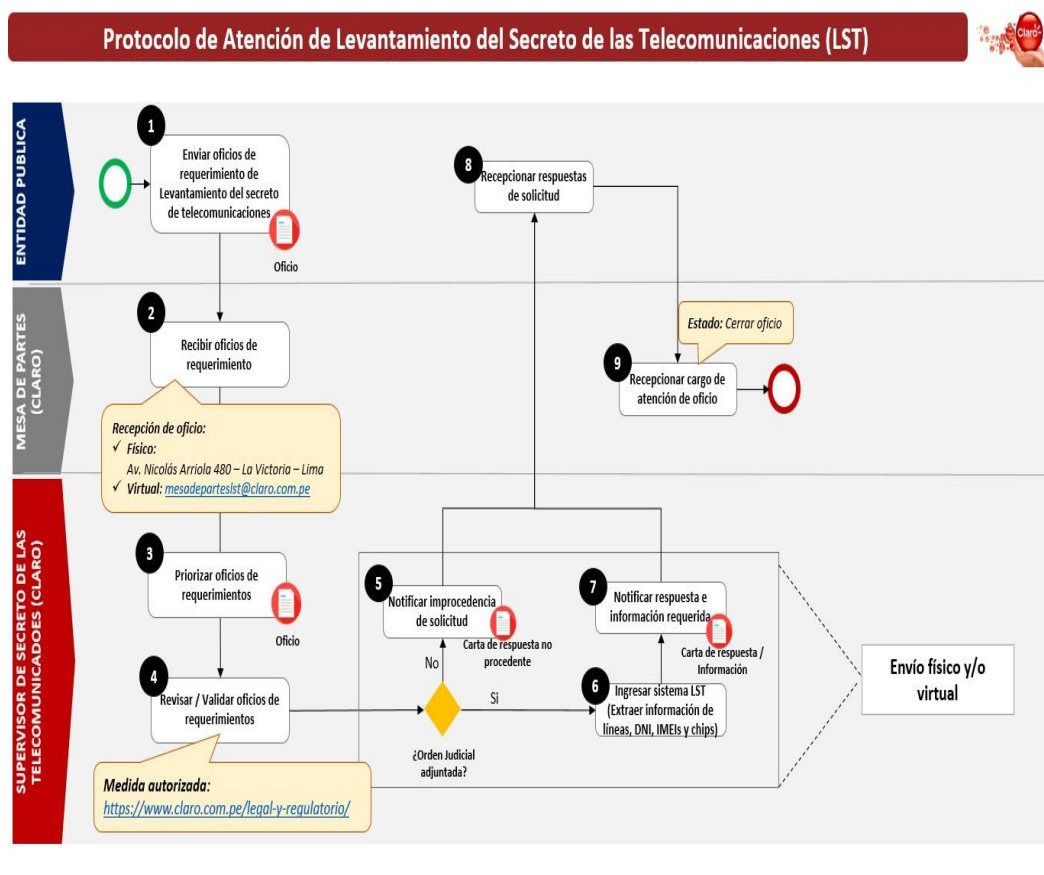 Protocolo de Atención de Levantamiento del Secreto de las Telecomunicaciones (LST)
Claro
ENTIDAD PUBLICA
1
Enviar oficios de
requerimiento de
Levantamiento del secreto
de telecomunicaciones
Oficio
8
Recepcionar respuestas
de solicitud
MESA DE PARTES
(CLARO)
2
Recibir oficios de
requerimiento
Recepción de oficio:
✓ Físico:
Av. Nicolás Arriola 480 – La Victoria – Lima
✓ Virtual: mesadeparteslst@claro.com.pe
Estado: Cerrar oficio
9
Recepcionar cargo de
atención de oficio
SUPERVISOR DE SECRETO DE LAS
TELECOMUNICADOES (CLARO)
3
Priorizar oficios de
requerimientos
Oficio
4
Revisar / Validar oficios de
requerimientos
Medida autorizada:
https://www.claro.com.pe/legal-y-regulatorio/
5
Notificar improcedencia
de solicitud
Carta de respuesta no
procedente
No
Si
¿Orden Judicial
adjuntada?
7
Notificar respuesta e
información requerida
Carta de respuesta /
Información
6
Ingresar sistema LST
(Extraer información de
líneas, DNI, IMEIs y chips)
Envío físico y/o
virtual